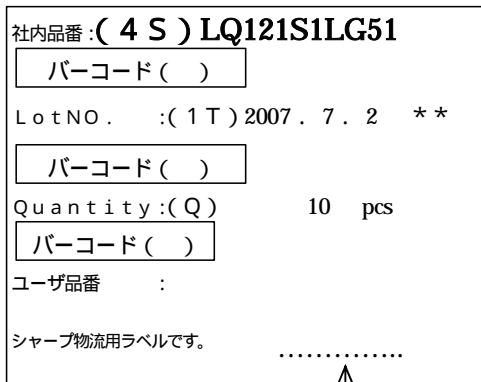 社内品番:(４Ｓ)LQ121S1LG51
バーコード(　)
ＬｏｔＮＯ．　:(１Ｔ)2007．７．２　＊＊
バーコード(　)
Ｑｕａｎｔｉｔｙ:(Ｑ)　　10　pcs
バーコード(　)
ユーザ品番　　:
シャープ物流用ラベルです。　　…………..